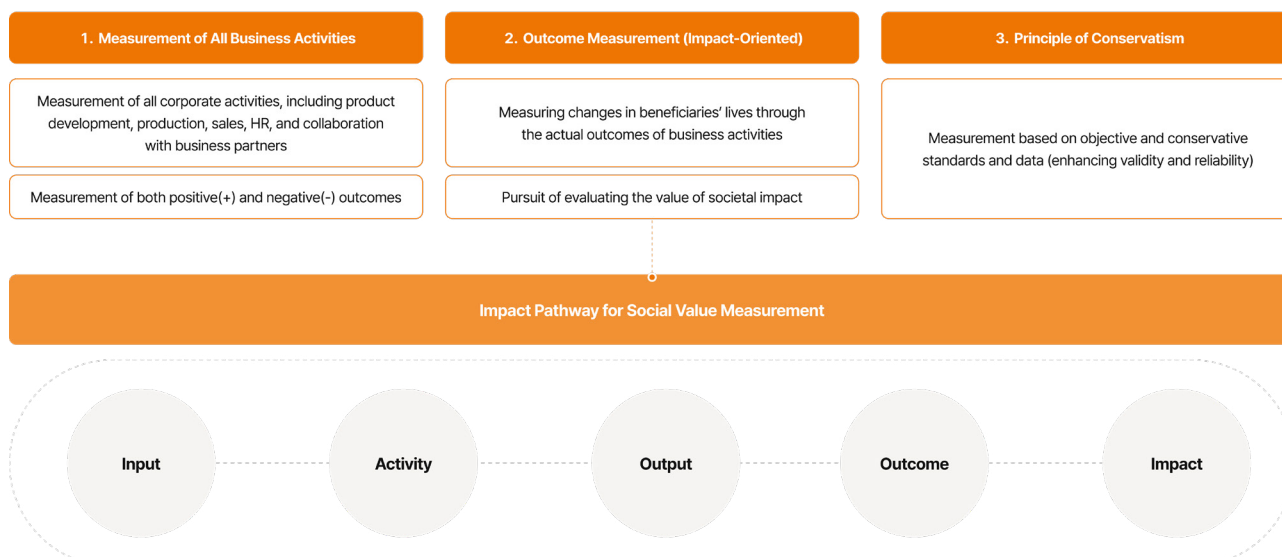 1. Measurement of All Business Activities
Measurement of all corporate activities, including product
development, production, sales, HR, and collaboration
with business partners
Measurement of both positive(+) and negative(-) outcomes
2. Outcome Measurement (Impact-Oriented)
Measuring changes in beneficiaries’ lives through
the actual outcomes of business activities
Pursuit of evaluating the value of societal impact
3. Principle of Conservatism
Measurement based on objective and conservative
standards and data (enhancing validity and reliability)
Impact Pathway for Social Value Measurement
Input
Activity
Output
Outcome
Impact